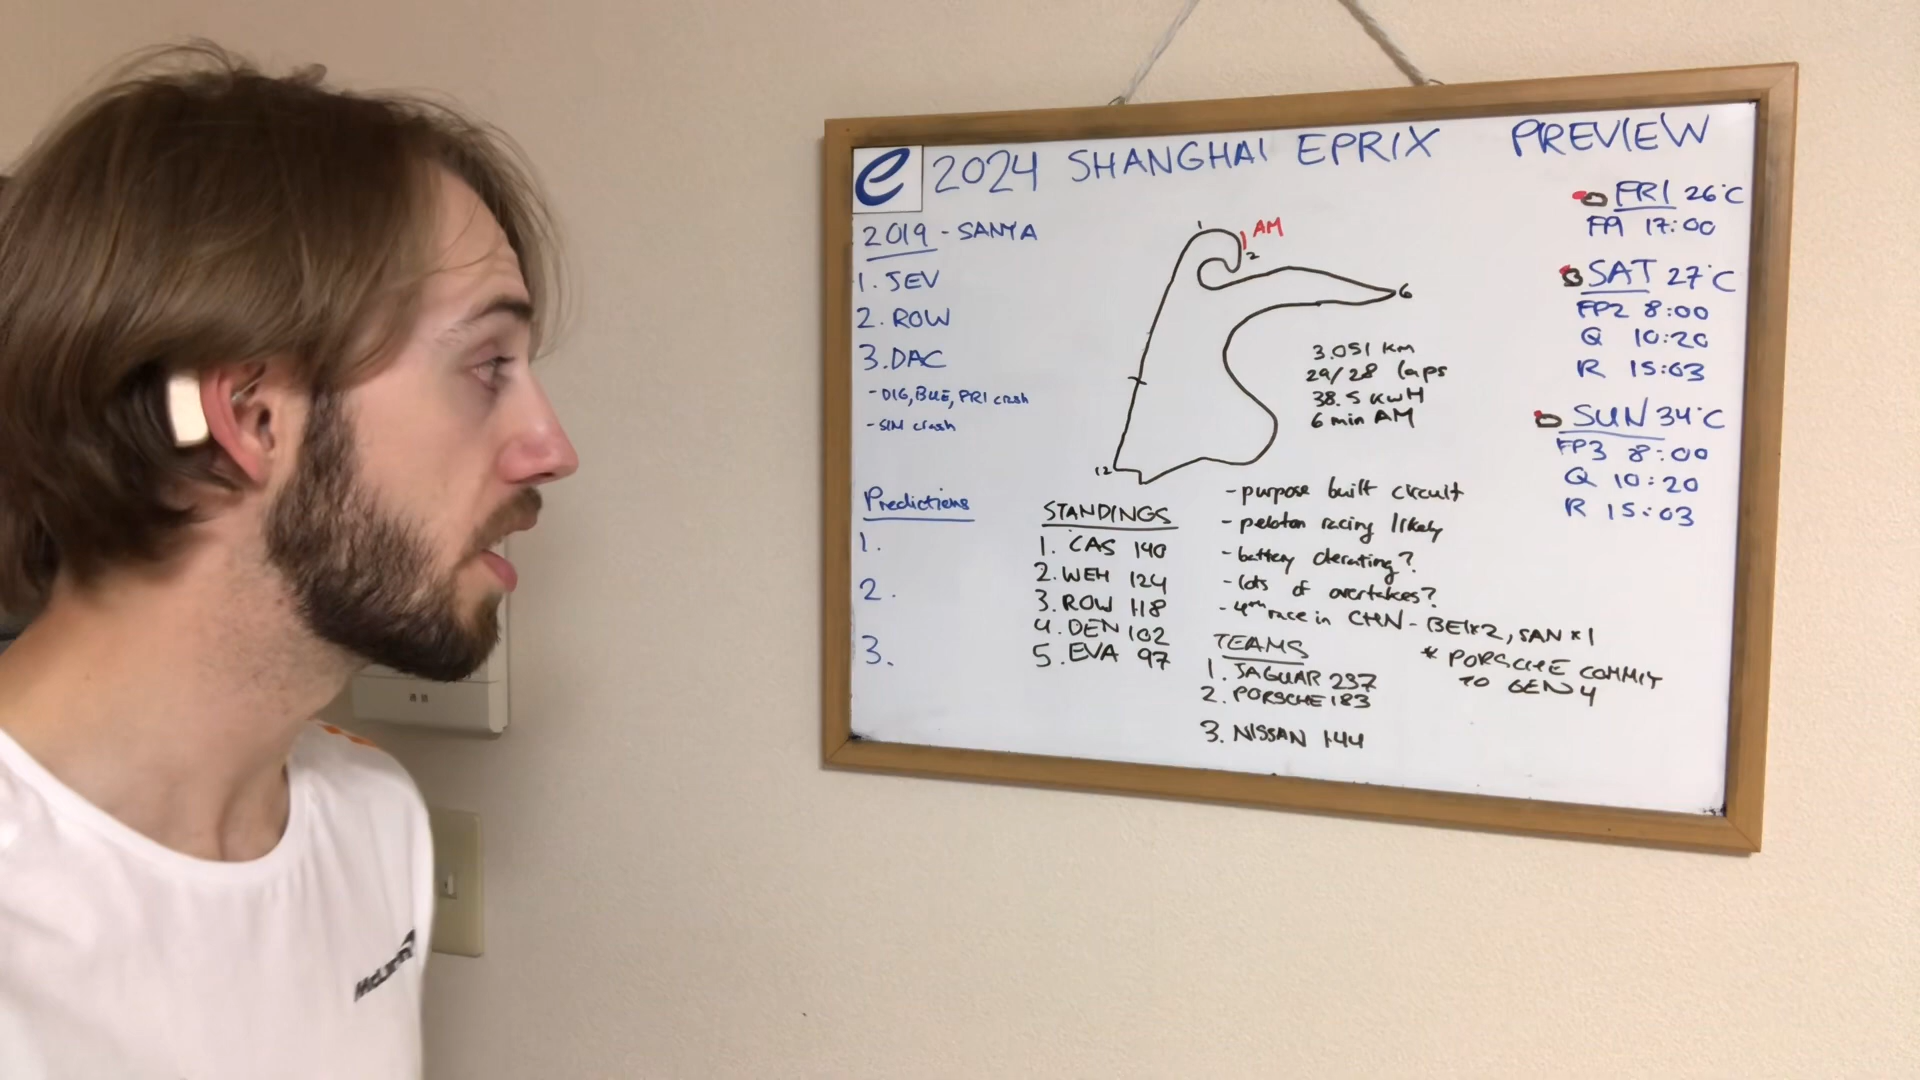 e 2024 SHANGHAI EPRIX PREVIEW
2019 - SANYA
1. JEV
2. ROW
3. DAC
- DIG, BUE, PRI crash
- SIM crash
Predictions
1.
2.
3.
1
AM
2
6
12
3.051 km
29/28 laps
38.5 kwH
6 min AM
FRI 26°C
FP1 17:00
SAT 27°C
FP2 8:00
Q 10:20
R 15:03
SUN 34°C
FP3 8:00
Q 10:20
R 15:03
STANDINGS
1. CAS 140
2. WEH 124
3. ROW 118
4. DEN 102
5. EVA 97
- purpose built circuit
- peloton racing likely
- battery derating?
- lots of overtakes?
- 4th race in CHN - BEIx2, SAN x1
TEAMS
1. JAGUAR 237
2. PORSCHE 183
3. NISSAN 144
* PORSCHE COMMIT
TO GEN 4
McLaren